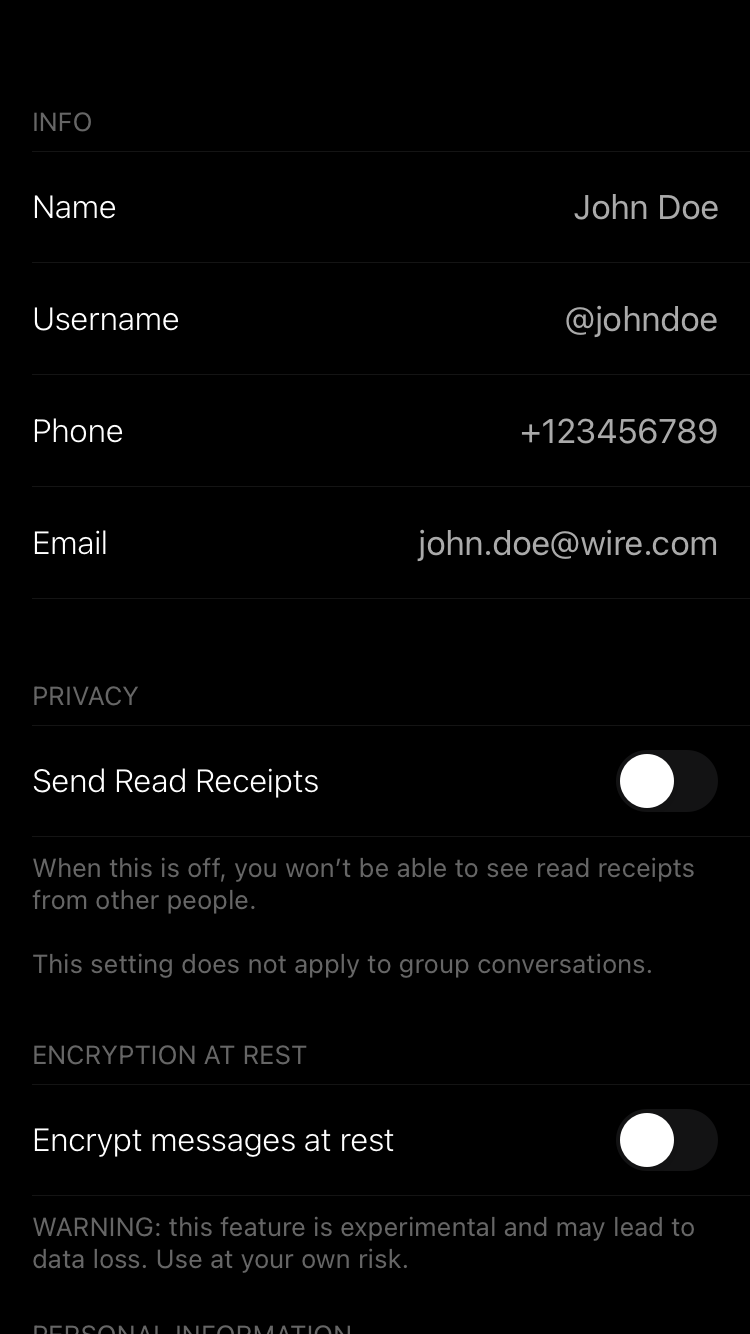 INFO
Name John Doe
Username @johndoe
Phone +123456789
Email john.doe@wire.com
PRIVACY
Send Read Receipts
When this is off, you won’t be able to see read receipts
from other people.
This setting does not apply to group conversations.
ENCRYPTION AT REST
Encrypt messages at rest
WARNING: this feature is experimental and may lead to
data loss. Use at your own risk.
PERSONAL INFORMATION